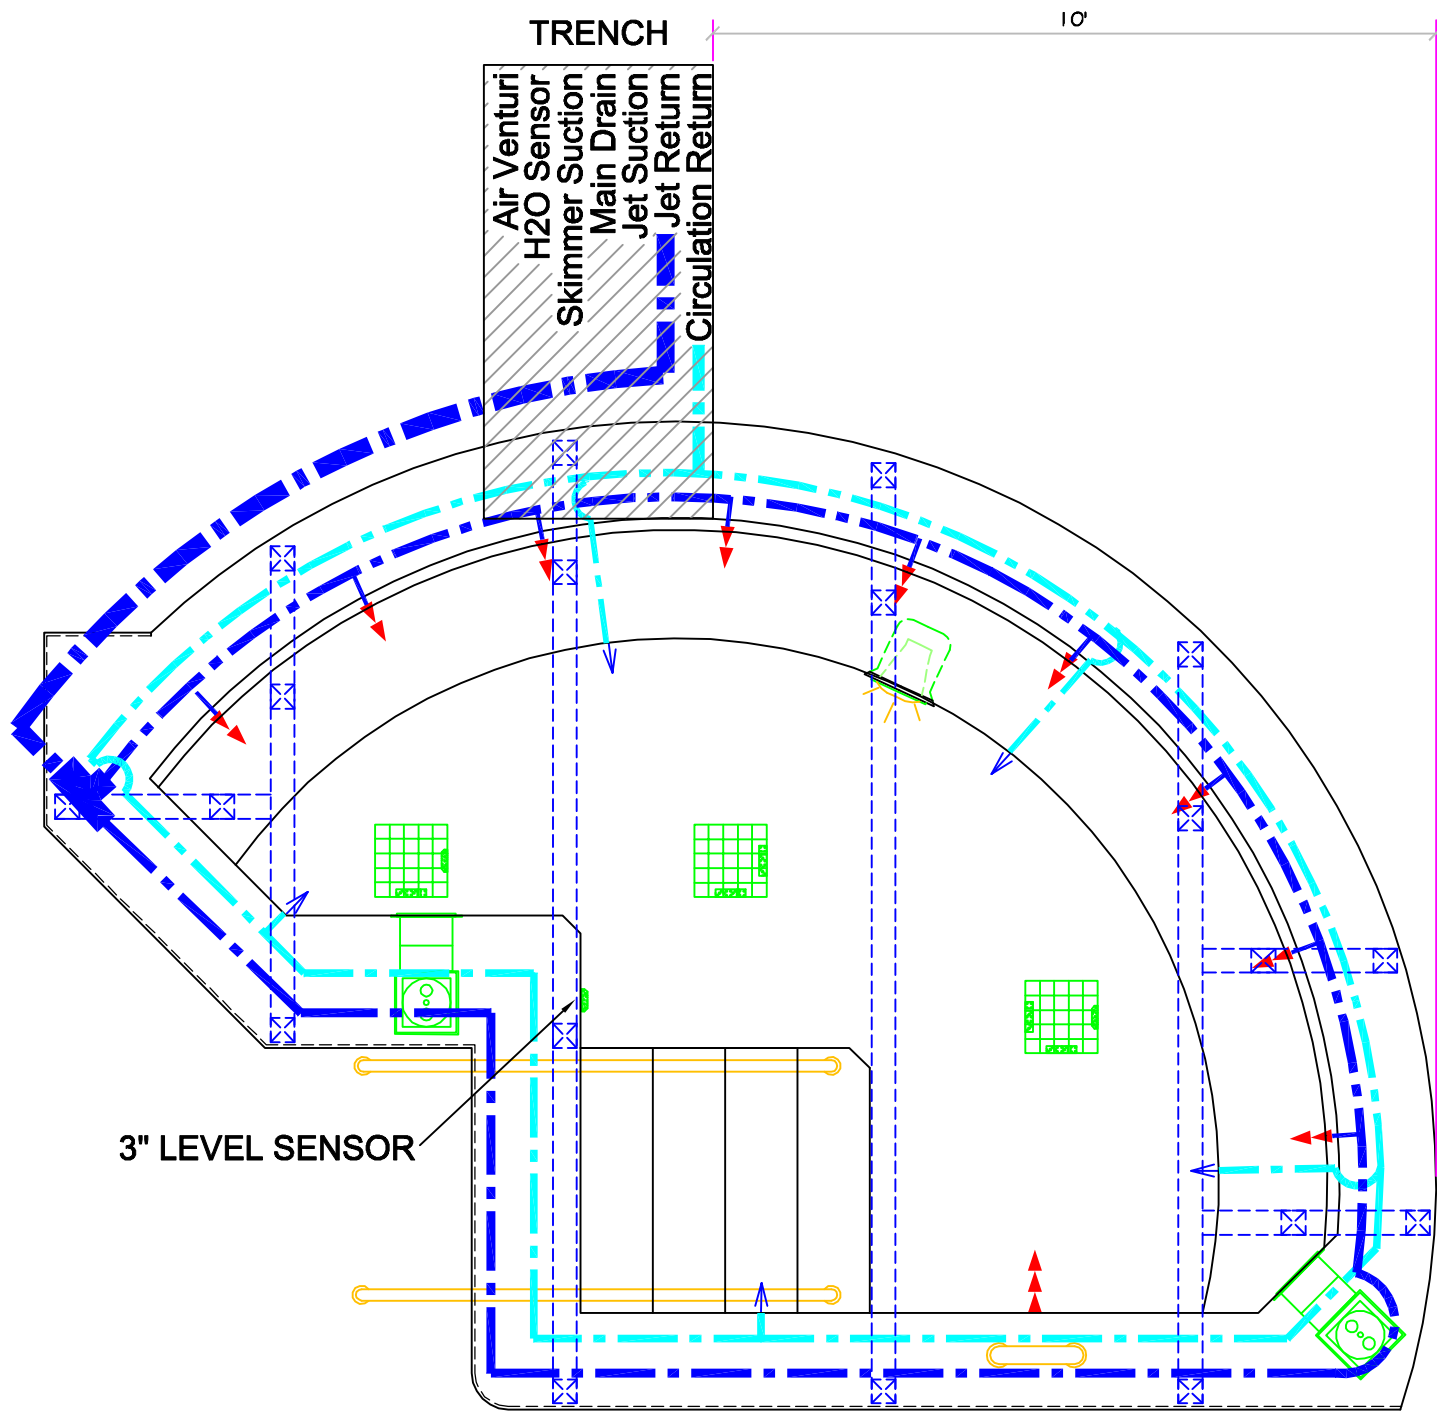 TRENCH
10'
Air Venturi
H2O Sensor
Skimmer Suction
Main Drain
Jet Suction
Jet Return
Circulation Return
3" LEVEL SENSOR